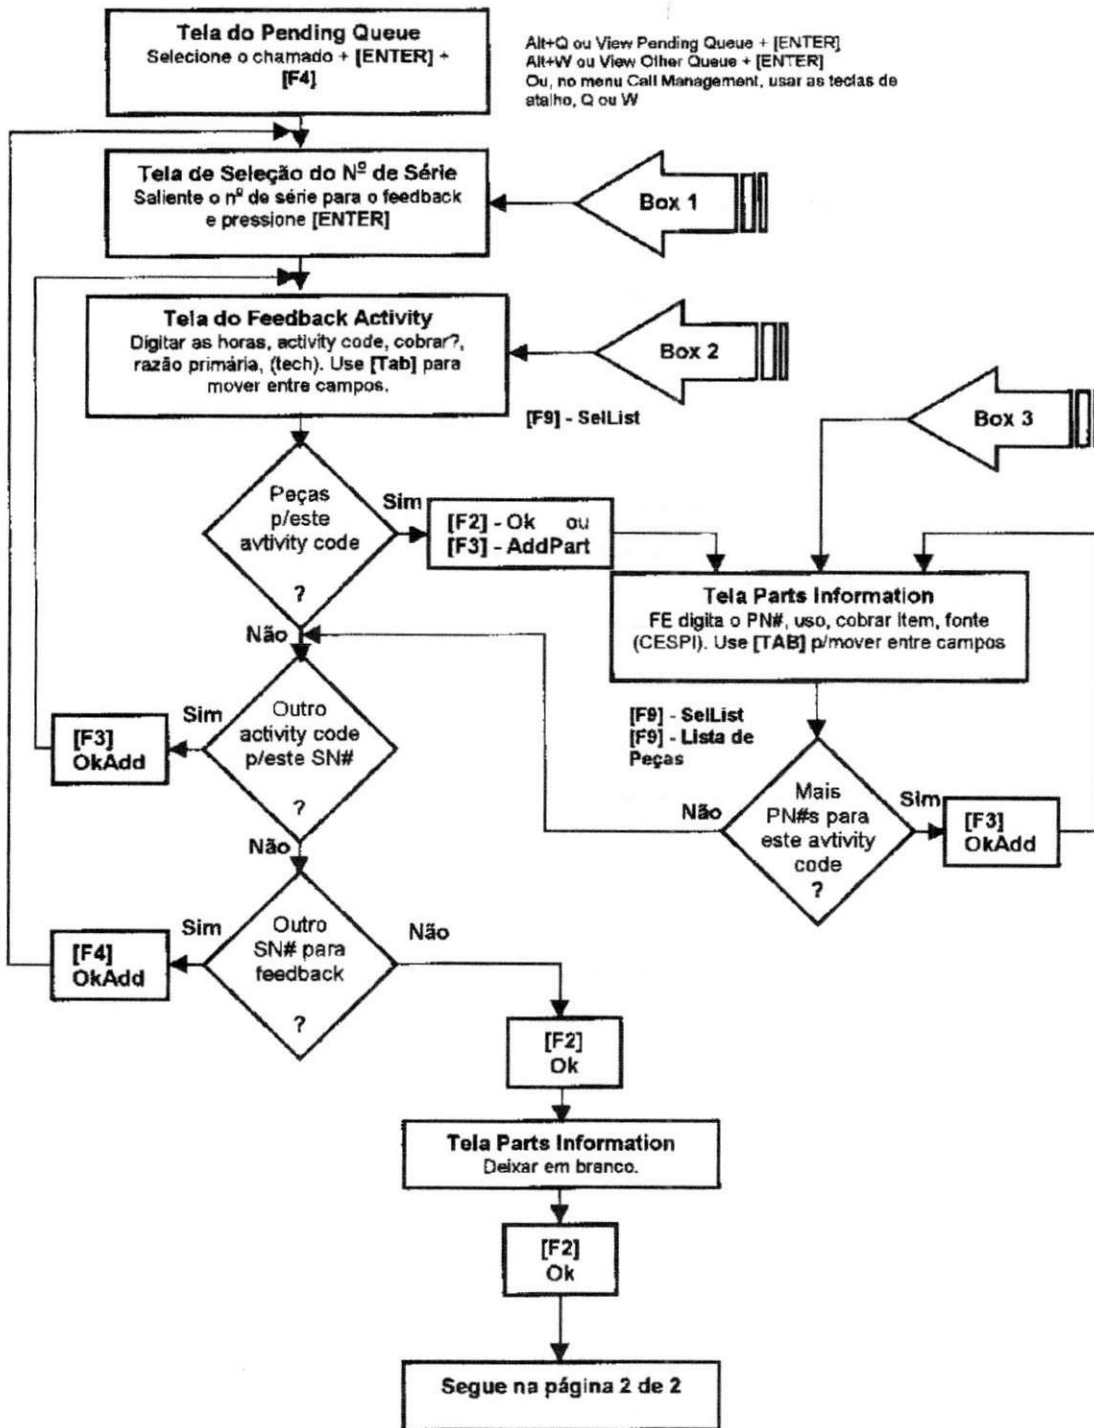 Tela do Pending Queue
Selecione o chamado + [ENTER] +
[F4]
Alt+Q ou View Pending Queue + [ENTER]
Alt+W ou View Other Queue + [ENTER]
Ou, no menu Call Management, usar as teclas de
atalho, Q ou W
Tela de Seleção do Nº de Série
Saliente o nº de série para o feedback
e pressione [ENTER]
Box 1
Tela do Feedback Activity
Digitar as horas, activity code, cobrar?,
razão primária, (tech). Use [Tab] para
mover entre campos.
Box 2
[F9] - SelList
Box 3
Peças
p/este
avtivity code
?
Sim
[F2] - Ok ou
[F3] - AddPart
Tela Parts Information
FE digita o PN#, uso, cobrar item, fonte
(CESPI). Use [TAB] p/mover entre campos
Não
[F9] - SelList
[F9] - Lista de
Peças
Outro
activity code
p/este SN#
?
Sim
[F3]
OkAdd
Mais
PN#s para
este avtivity
code
?
Não
Sim
[F3]
OkAdd
Não
Outro
SN# para
feedback
?
Sim
[F4]
OkAdd
Não
[F2]
Ok
Tela Parts Information
Deixar em branco.
[F2]
Ok
Segue na página 2 de 2